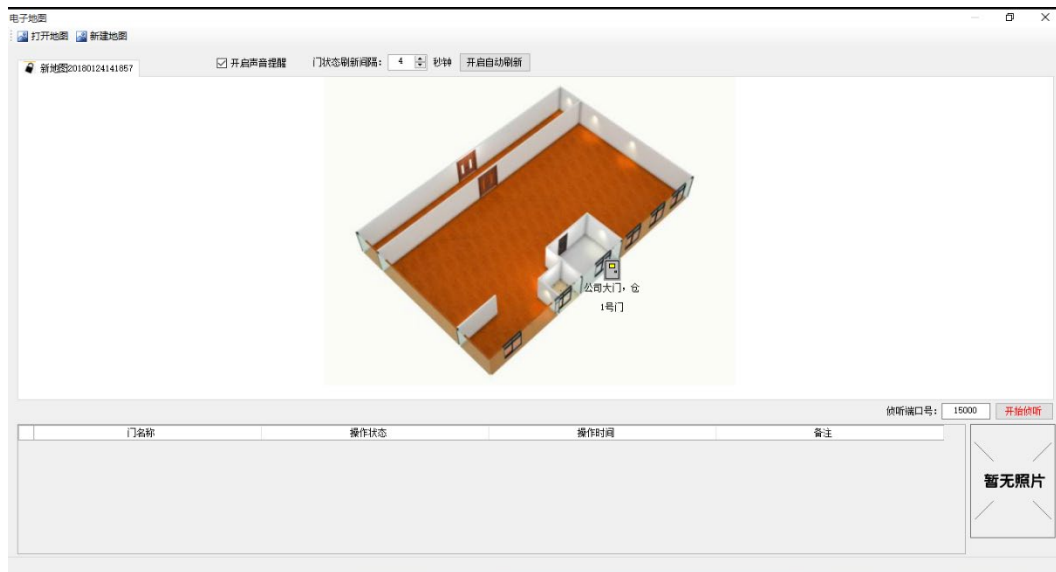 电子地图
打开地图 新建地图
新地图20180124141857
开启声音提醒 门状态刷新间隔： 4 秒钟 开启自动刷新
公司大门，仓
1号门
侦听端口号： 15000 开始侦听
门名称 操作状态 操作时间 备注
暂无照片